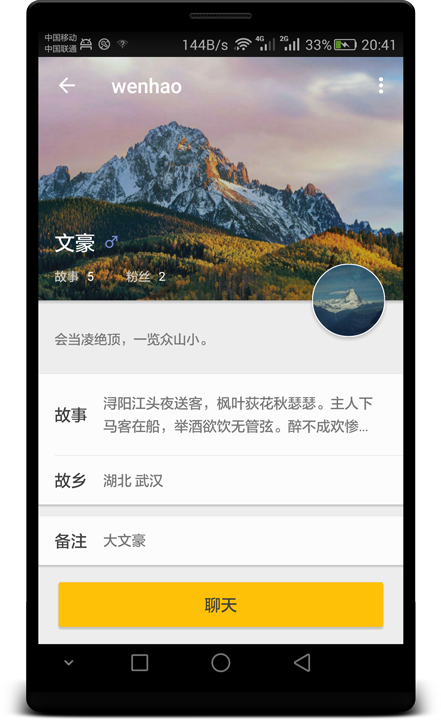 中国移动
中国联通
144B/s 4G 2G 33% 20:41
wenhao
文豪
故事 5 粉丝 2
会当凌绝顶，一览众山小。
故事
浔阳江头夜送客，枫叶荻花秋瑟瑟。主人下
马客在船，举酒欲饮无管弦。醉不成欢惨...
故乡 湖北 武汉
备注 大文豪
聊天